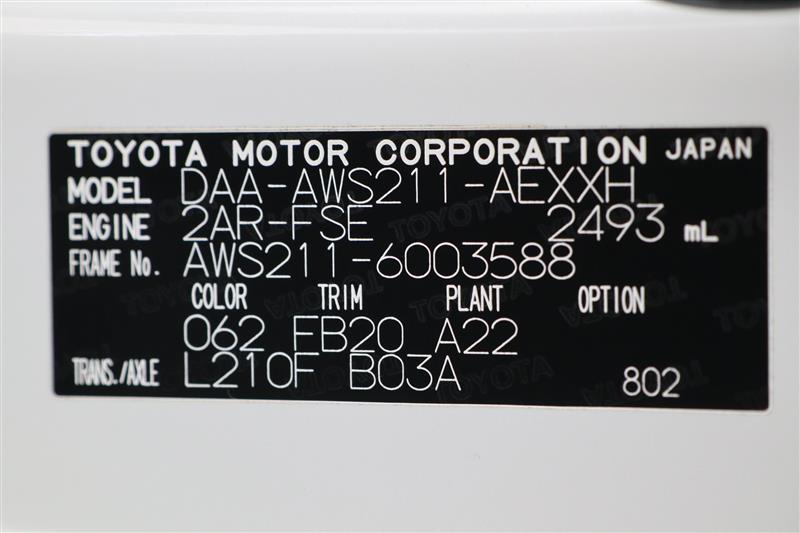 TOYOTA MOTOR CORPORATION JAPAN
MODEL DAA-AWS211-AEXXH
ENGINE 2AR-FSE 2493 mL
FRAME No. AWS211-6003588
COLOR TRIM PLANT OPTION
062 FB20 A22
TRANS./AXLE L210F B03A 802